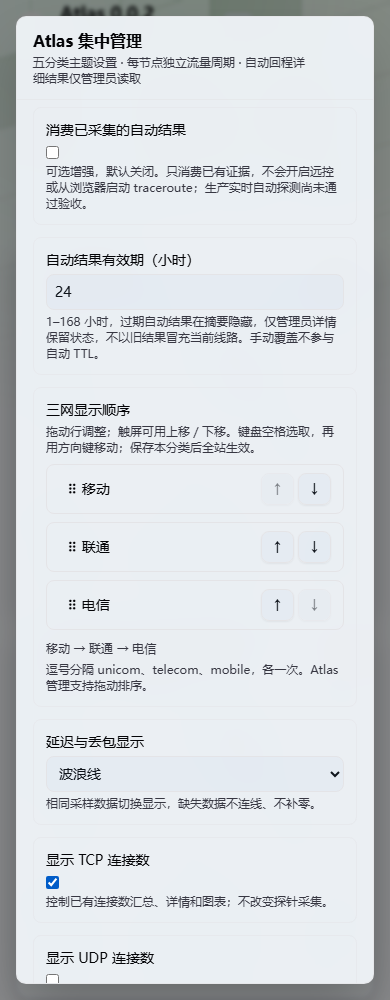 Atlas 0.0.2
Atlas 集中管理
五分类主题设置 · 每节点独立流量周期 · 自动回程详
细结果仅管理员读取
消费已采集的自动结果
可选增强，默认关闭。只消费已有证据，不会开启远控
或从浏览器启动 traceroute；生产实时自动探测尚未通
过验收。
自动结果有效期（小时）
24
1–168 小时，过期自动结果在摘要隐藏，仅管理员详情
保留状态，不以旧结果冒充当前线路。手动覆盖不参与
自动 TTL。
三网显示顺序
拖动行调整；触屏可用上移 / 下移。键盘空格选取，再
用方向键移动；保存本分类后全站生效。
⠿ 移动 ↑ ↓
⠿ 联通 ↑ ↓
⠿ 电信 ↑ ↓
移动 → 联通 → 电信
逗号分隔 unicom、telecom、mobile，各一次。Atlas
管理支持拖动排序。
延迟与丢包显示
波浪线
相同采样数据切换显示，缺失数据不连线、不补零。
显示 TCP 连接数
控制已有连接数汇总、详情和图表；不改变探针采集。
显示 UDP 连接数